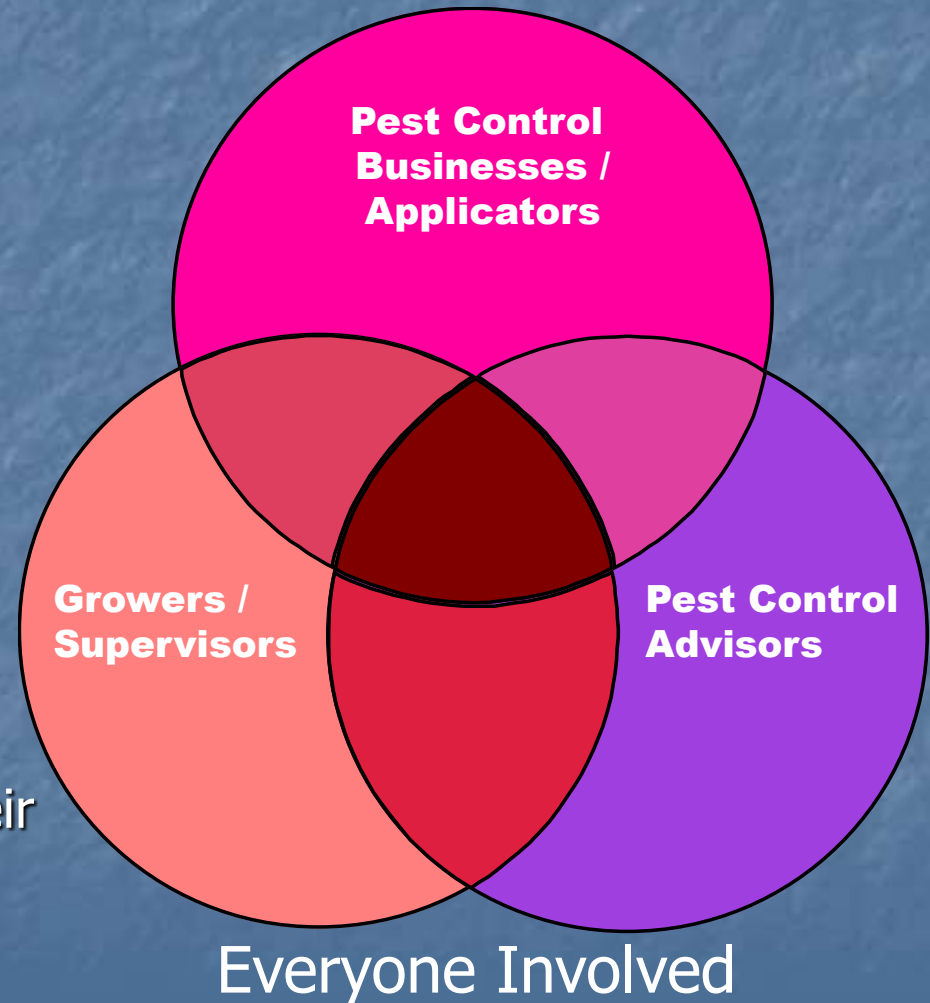 Pest Control
Businesses /
Applicators
Growers /
Supervisors
Pest Control
Advisors
Everyone Involved